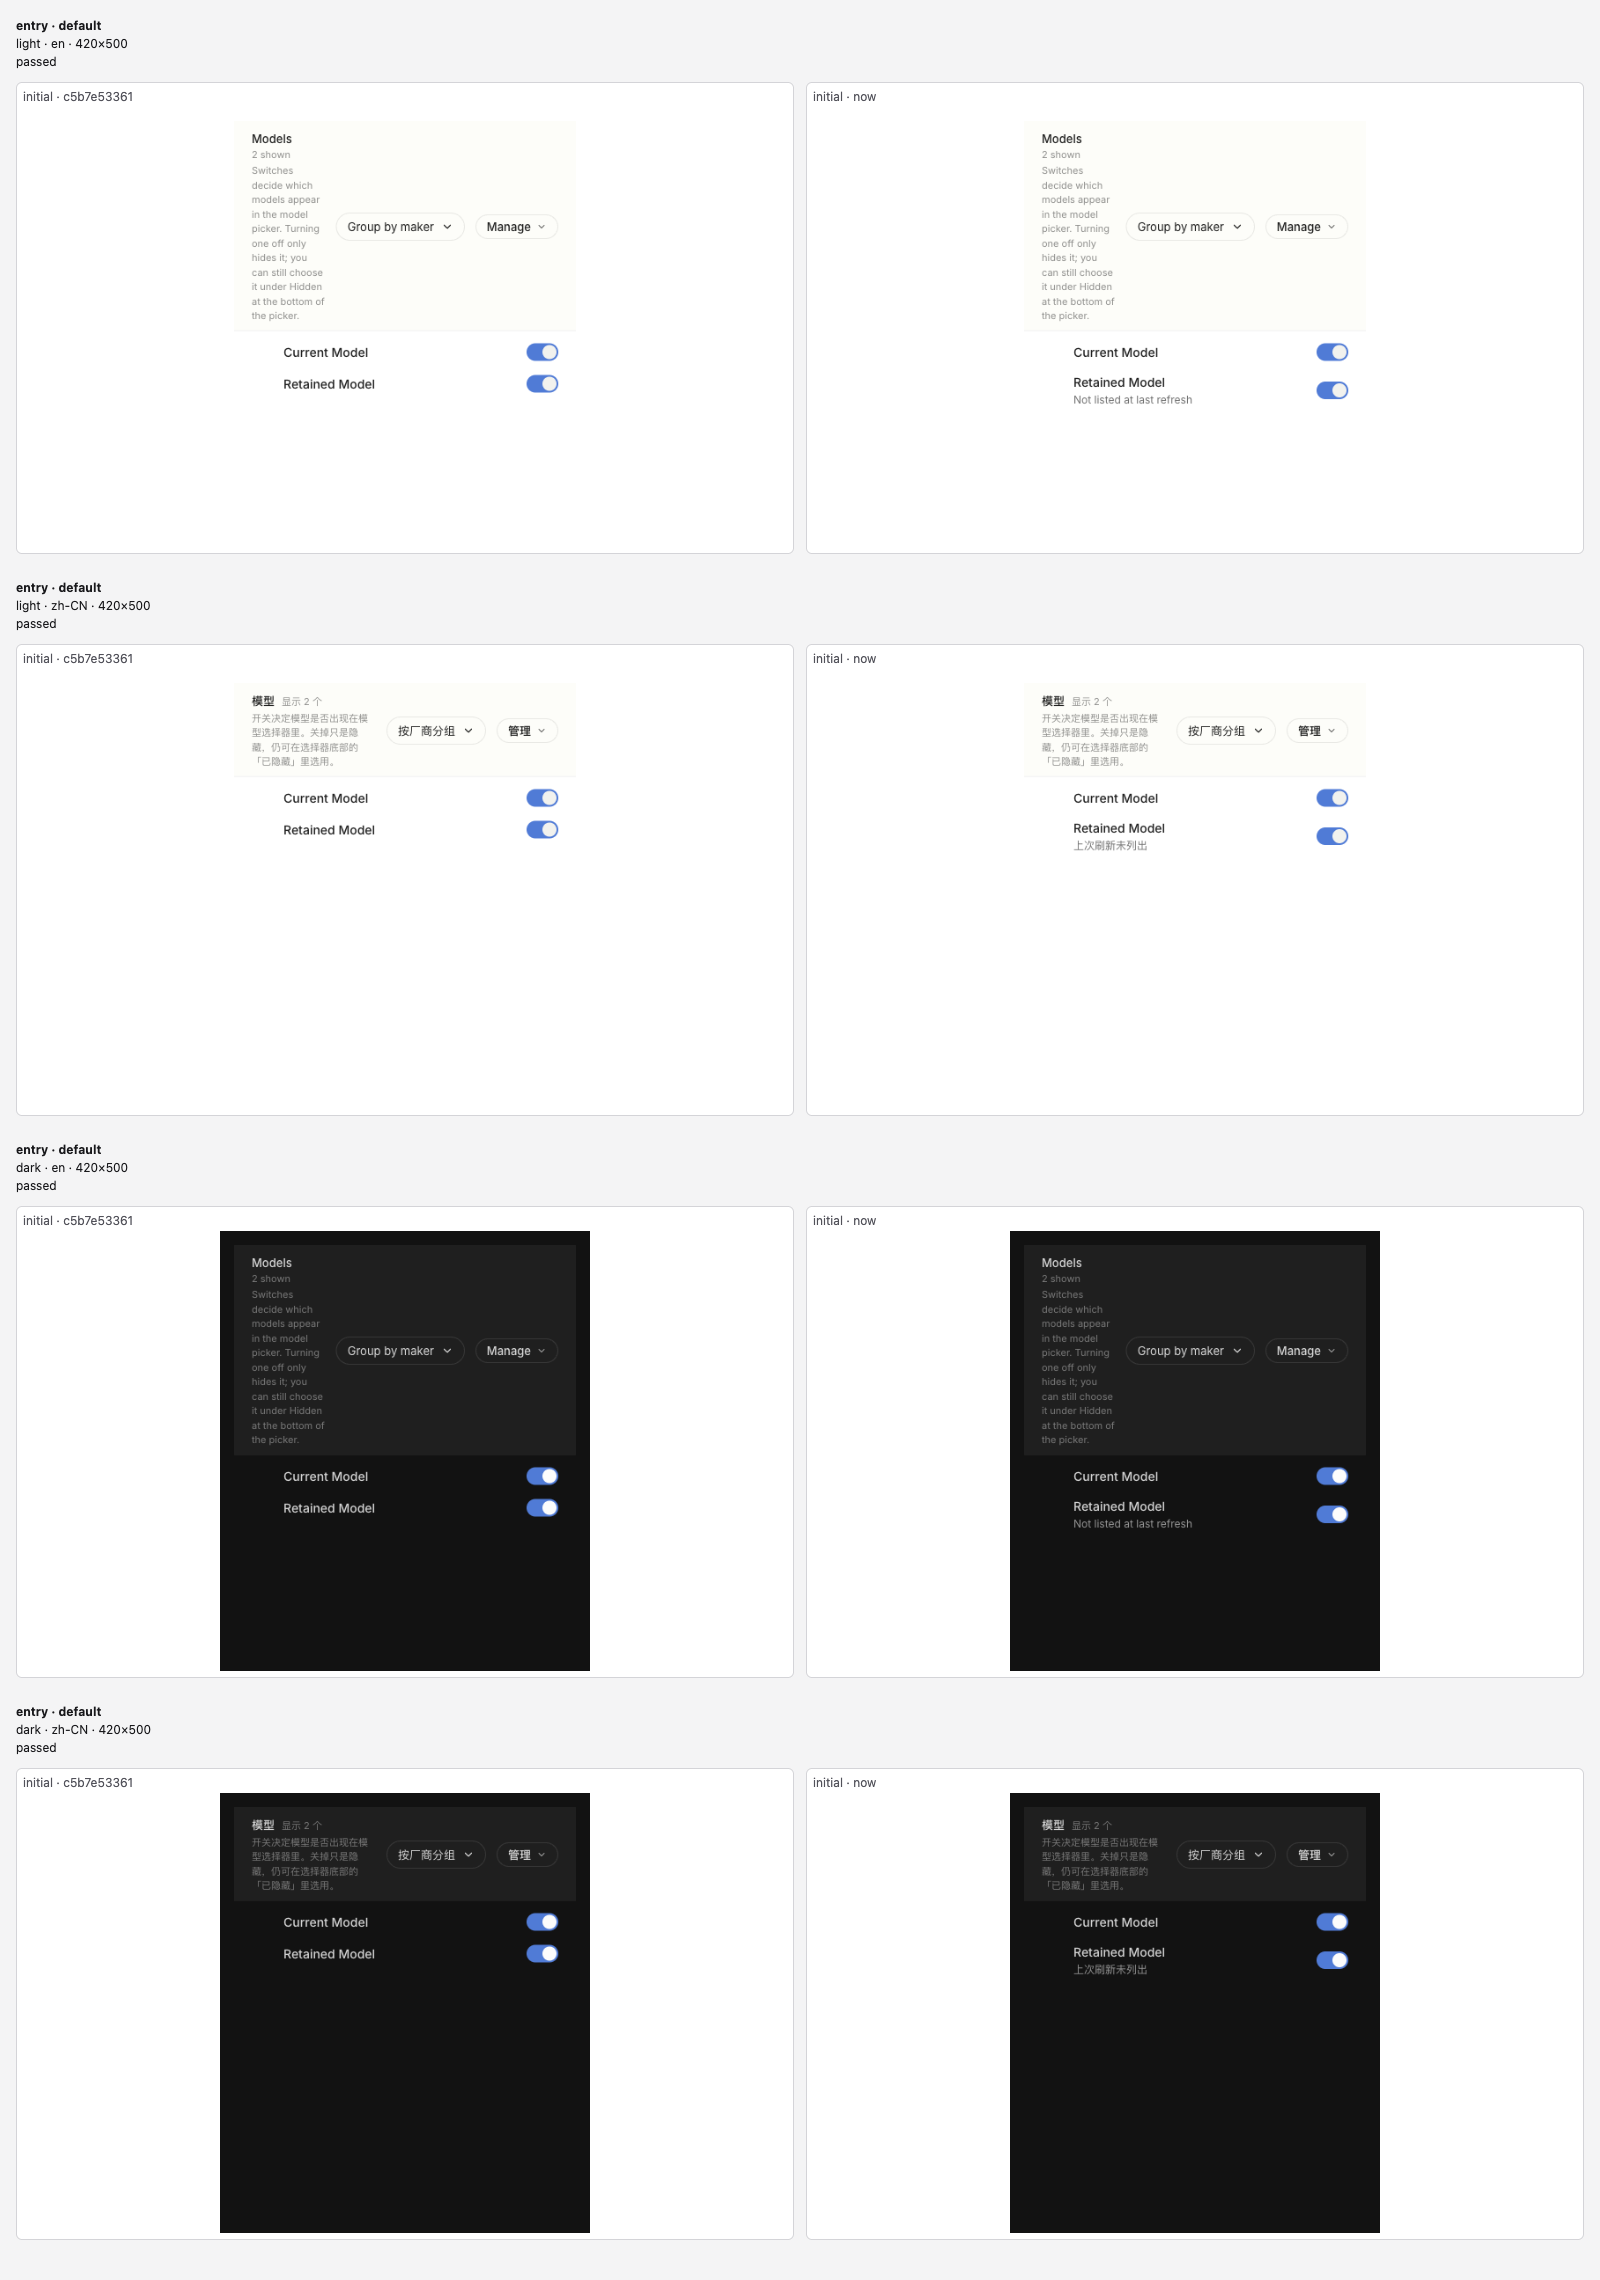 entry · default
light · en · 420×500
passed
initial · c5b7e53361
Models
2 shown
Switches
decide which
models appear
in the model
picker. Turning
one off only
hides it; you
can still choose
it under Hidden
at the bottom of
the picker.
Group by maker
Manage
Current Model
Retained Model
initial · now
Models
2 shown
Switches
decide which
models appear
in the model
picker. Turning
one off only
hides it; you
can still choose
it under Hidden
at the bottom of
the picker.
Group by maker
Manage
Current Model
Retained Model
Not listed at last refresh
entry · default
light · zh-CN · 420×500
passed
initial · c5b7e53361
模型 显示 2 个
开关决定模型是否出现在模
型选择器里。关掉只是隐
藏，仍可在选择器底部的
「已隐藏」里选用。
按厂商分组
管理
Current Model
Retained Model
initial · now
模型 显示 2 个
开关决定模型是否出现在模
型选择器里。关掉只是隐
藏，仍可在选择器底部的
「已隐藏」里选用。
按厂商分组
管理
Current Model
Retained Model
上次刷新未列出
entry · default
dark · en · 420×500
passed
initial · c5b7e53361
Models
2 shown
Switches
decide which
models appear
in the model
picker. Turning
one off only
hides it; you
can still choose
it under Hidden
at the bottom of
the picker.
Group by maker
Manage
Current Model
Retained Model
initial · now
Models
2 shown
Switches
decide which
models appear
in the model
picker. Turning
one off only
hides it; you
can still choose
it under Hidden
at the bottom of
the picker.
Group by maker
Manage
Current Model
Retained Model
Not listed at last refresh
entry · default
dark · zh-CN · 420×500
passed
initial · c5b7e53361
模型 显示 2 个
开关决定模型是否出现在模
型选择器里。关掉只是隐
藏，仍可在选择器底部的
「已隐藏」里选用。
按厂商分组
管理
Current Model
Retained Model
initial · now
模型 显示 2 个
开关决定模型是否出现在模
型选择器里。关掉只是隐
藏，仍可在选择器底部的
「已隐藏」里选用。
按厂商分组
管理
Current Model
Retained Model
上次刷新未列出